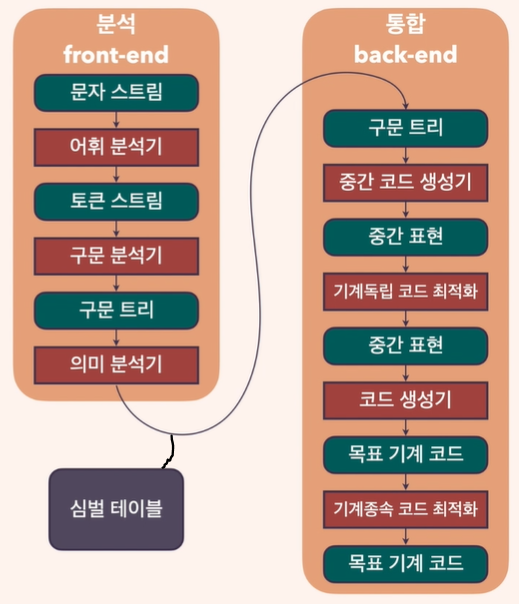 분석
front-end
문자 스트림
어휘 분석기
토큰 스트림
구문 분석기
구문 트리
의미 분석기
심벌 테이블
통합
back-end
구문 트리
중간 코드 생성기
중간 표현
기계독립 코드 최적화
중간 표현
코드 생성기
목표 기계 코드
기계종속 코드 최적화
목표 기계 코드